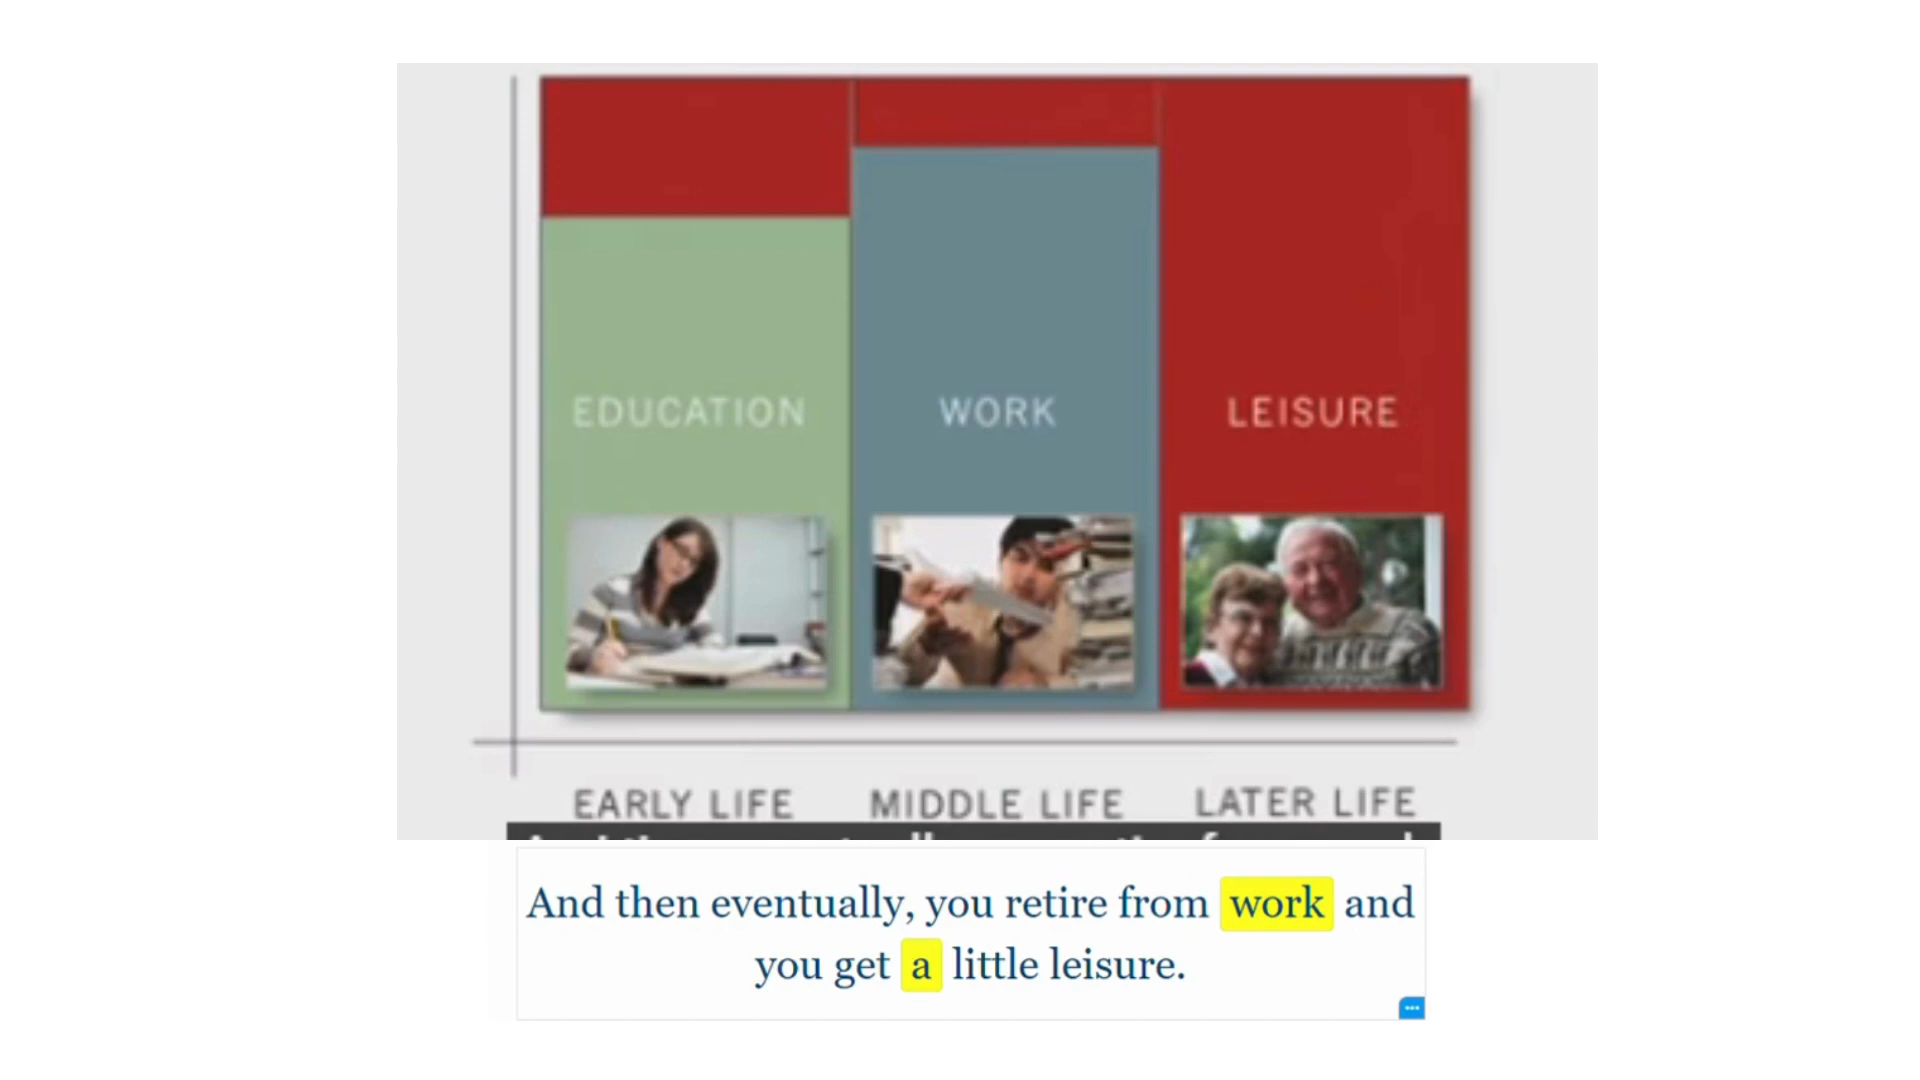 EDUCATION WORK LEISURE
EARLY LIFE MIDDLE LIFE LATER LIFE
And then eventually, you retire from work and
you get a little leisure.